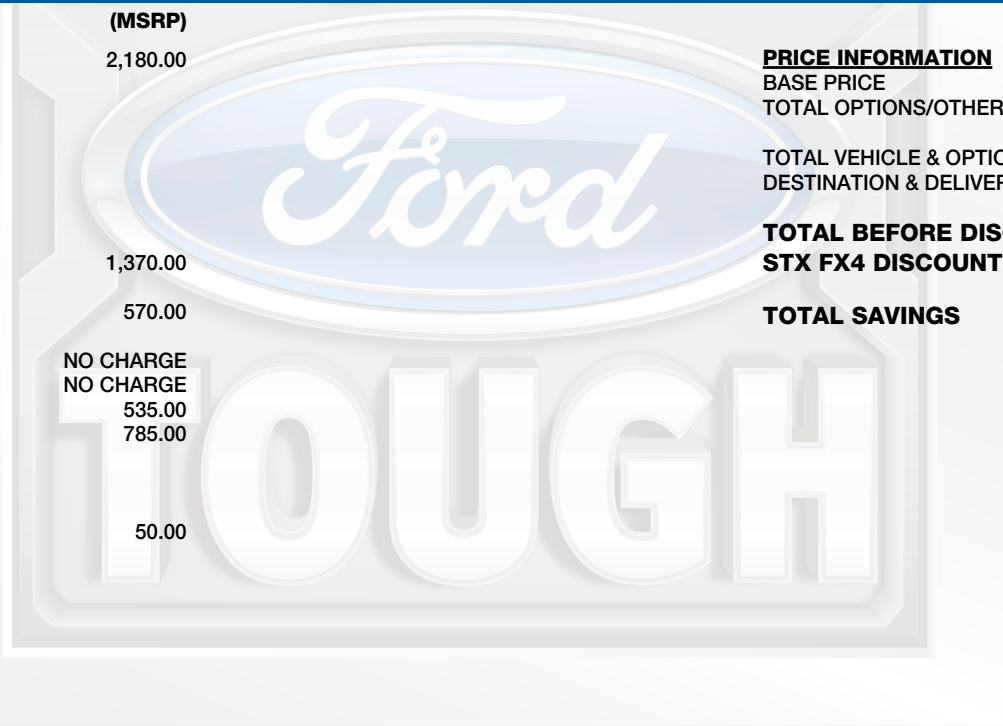 (MSRP)
2,180.00
1,370.00
570.00
NO CHARGE
NO CHARGE
535.00
785.00
50.00
PRICE INFORMATION
BASE PRICE
TOTAL OPTIONS/OTHER
TOTAL VEHICLE & OPTIO
DESTINATION & DELIVER
TOTAL BEFORE DIS
STX FX4 DISCOUNT
TOTAL SAVINGS
Ford
TOUGH